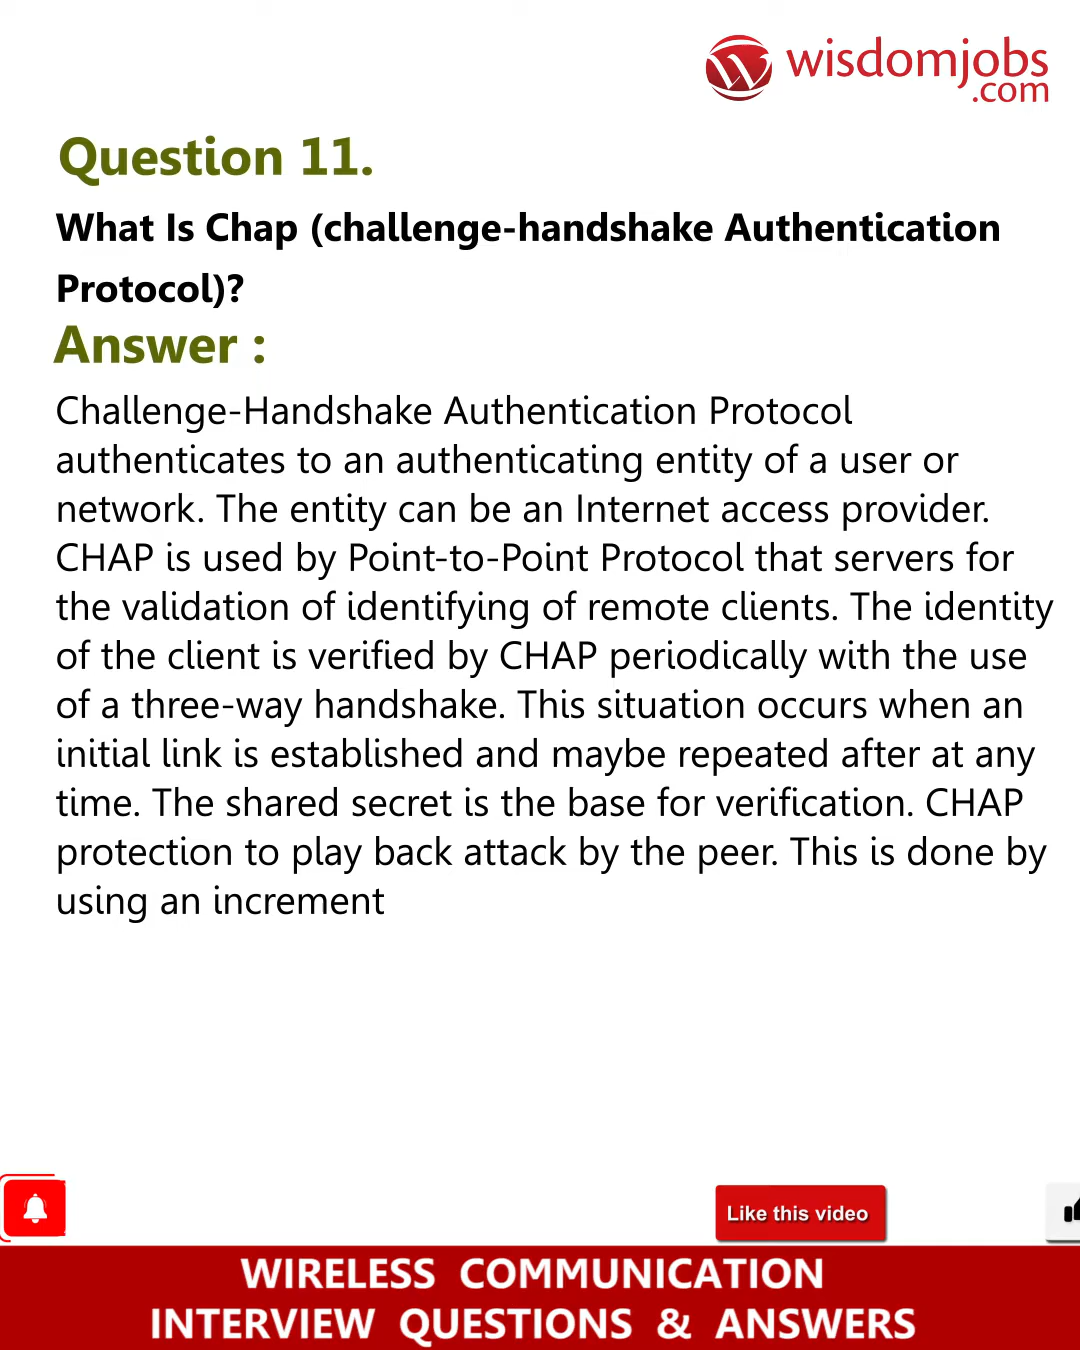 wisdomjobs
.com
Question 11.
What Is Chap (challenge-handshake Authentication
Protocol)?
Answer :
Challenge-Handshake Authentication Protocol
authenticates to an authenticating entity of a user or
network. The entity can be an Internet access provider.
CHAP is used by Point-to-Point Protocol that servers for
the validation of identifying of remote clients. The identity
of the client is verified by CHAP periodically with the use
of a three-way handshake. This situation occurs when an
initial link is established and maybe repeated after at any
time. The shared secret is the base for verification. CHAP
protection to play back attack by the peer. This is done by
using an increment
Like this video
WIRELESS COMMUNICATION
INTERVIEW QUESTIONS & ANSWERS